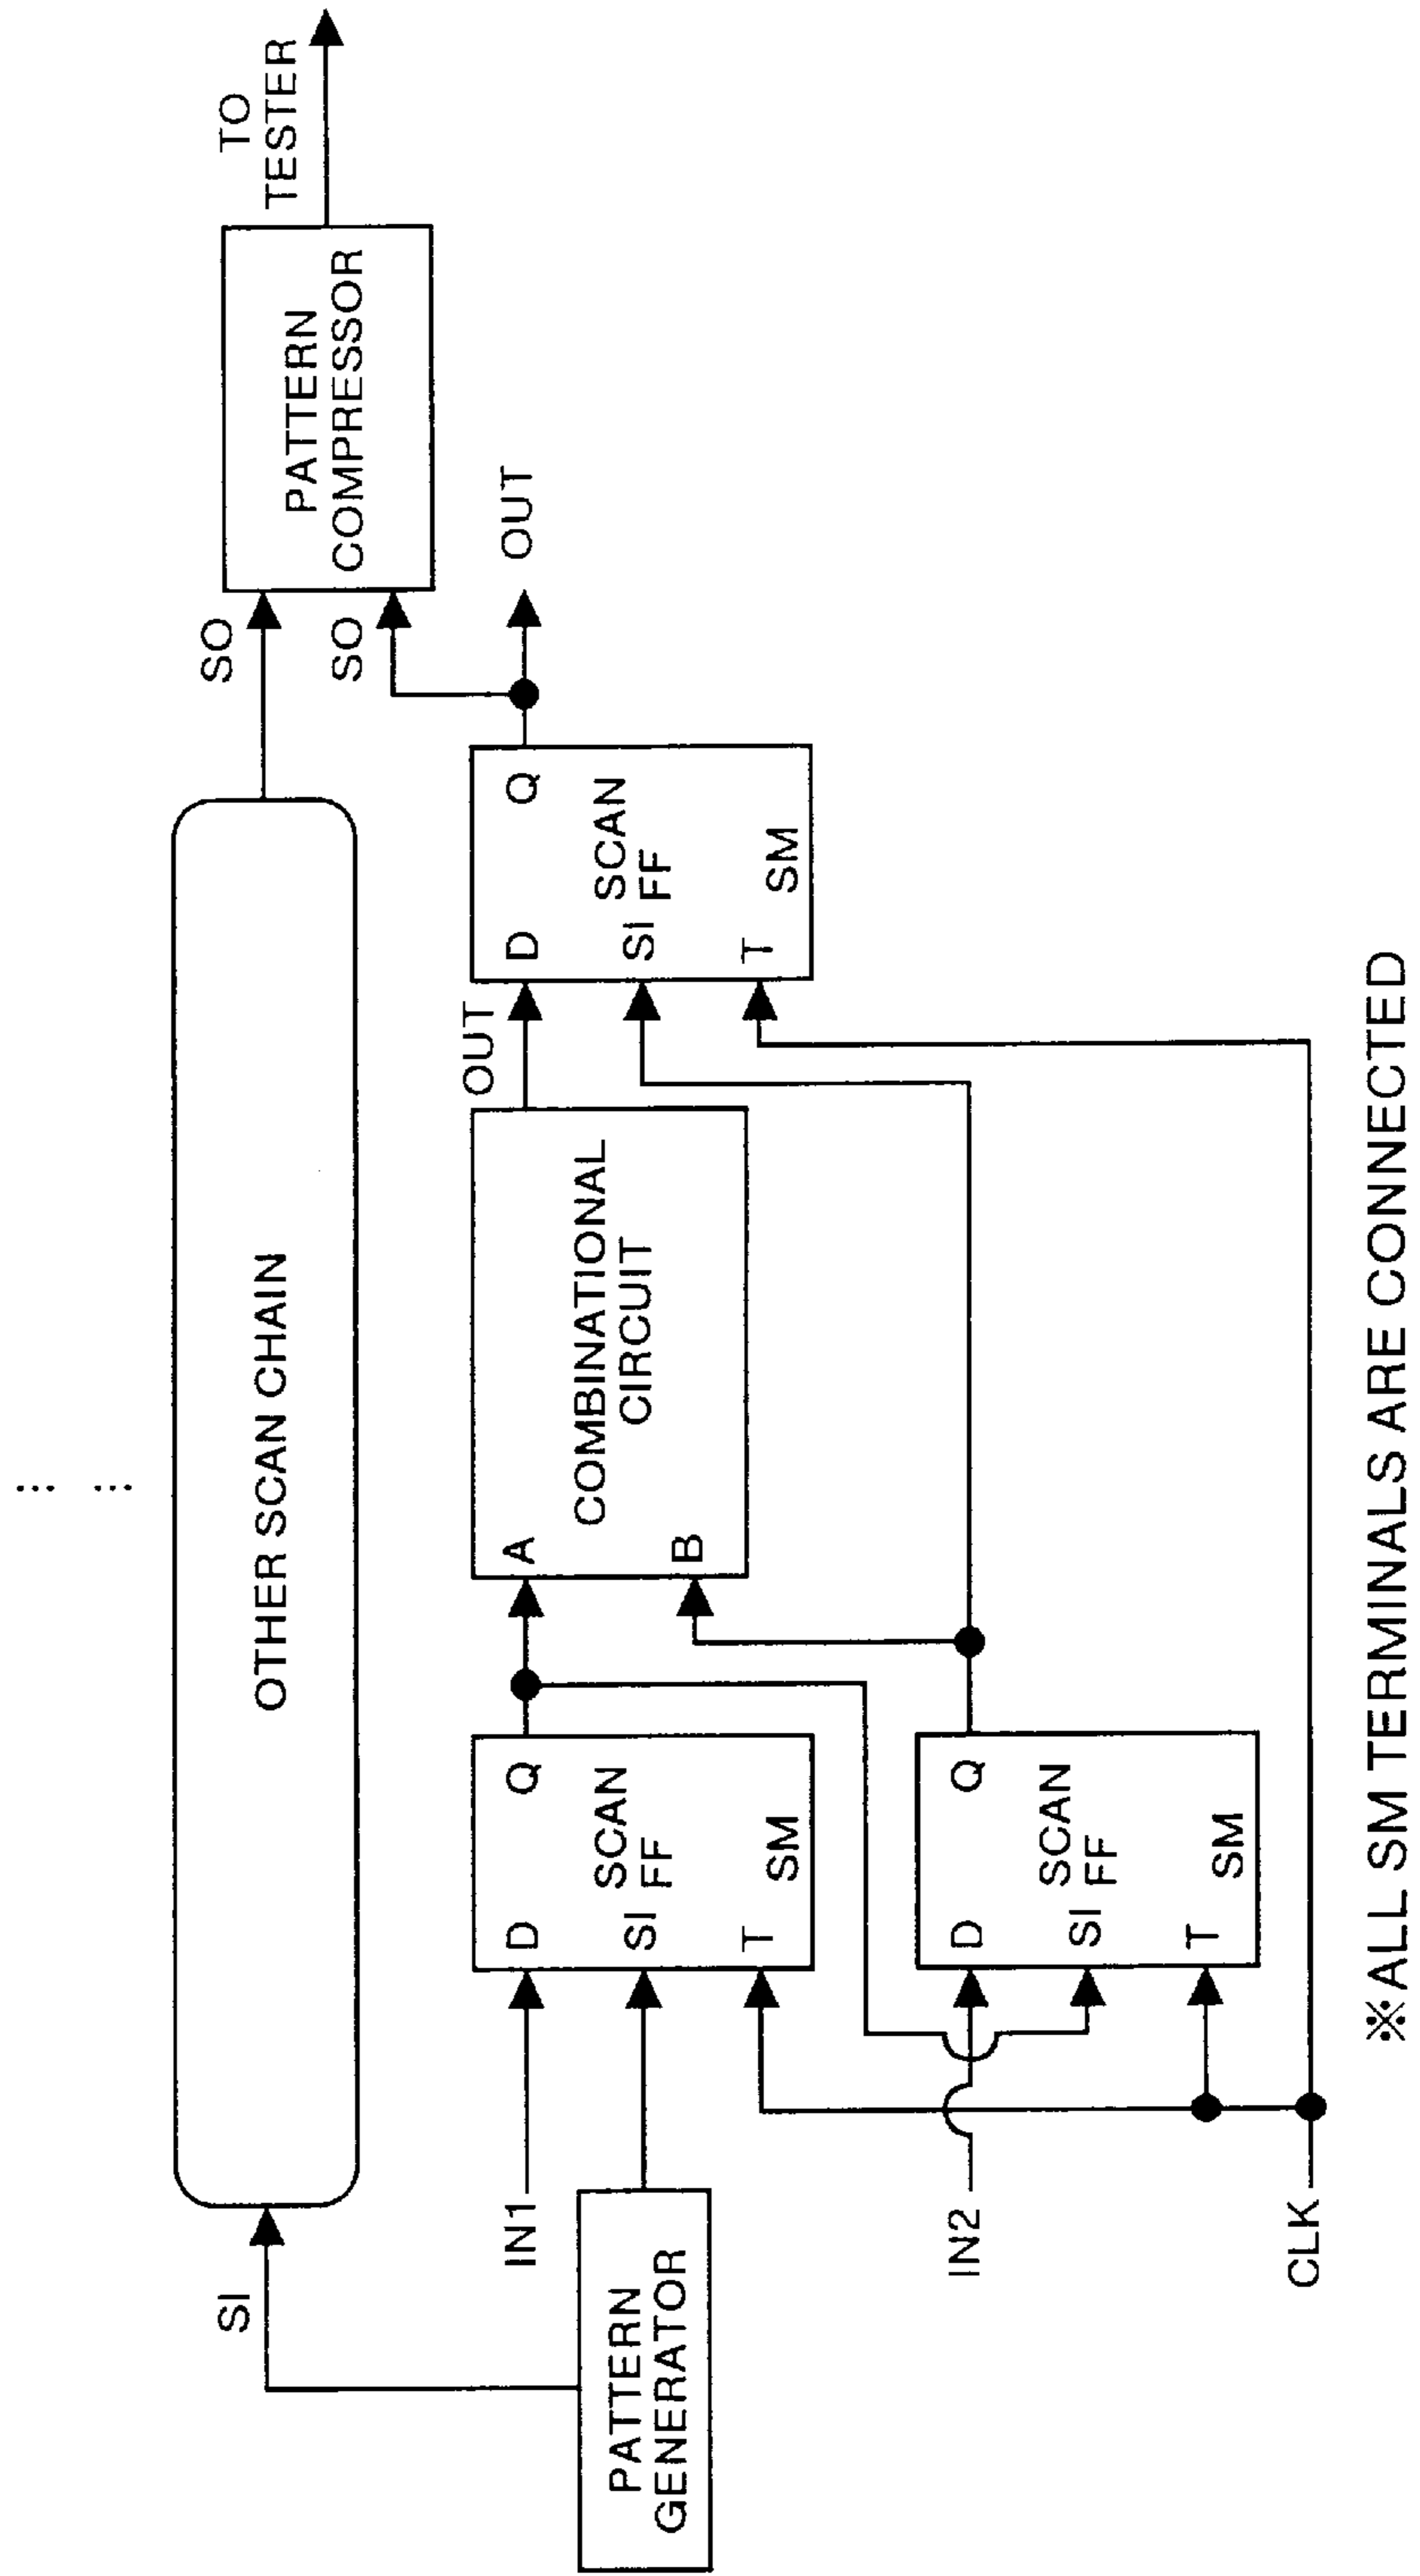 ... ...
SI
OTHER SCAN CHAIN
SO
SO
PATTERN
COMPRESSOR
TO
TESTER
PATTERN
GENERATOR
IN1
D
Q
SI
SCAN
FF
T
SM
A
B
COMBINATIONAL
CIRCUIT
OUT
D
Q
SI
SCAN
FF
T
SM
OUT
IN2
D
Q
SI
SCAN
FF
T
SM
CLK
※ALL SM TERMINALS ARE CONNECTED